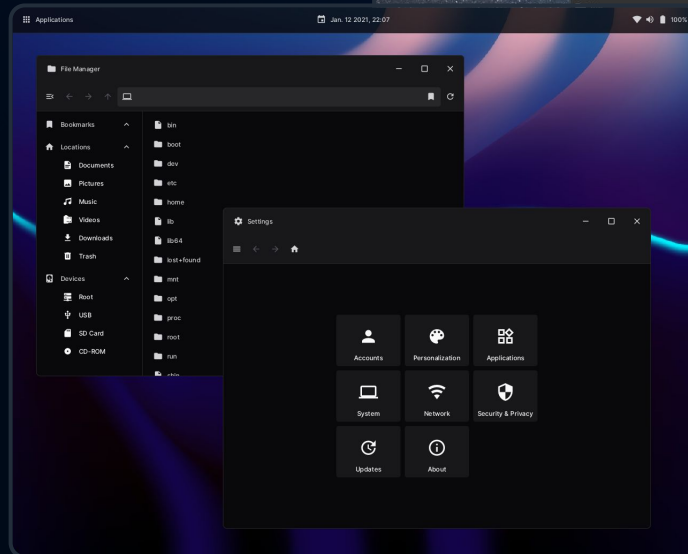 Applications
Jan. 12 2021, 22:07
100%
File Manager
Bookmarks
Locations
Documents
Pictures
Music
Videos
Downloads
Trash
Devices
Root
USB
SD Card
CD-ROM
bin
boot
dev
etc
home
lib
lib64
lost+found
mnt
opt
proc
root
run
Settings
Accounts
Personalization
Applications
System
Network
Security & Privacy
Updates
About